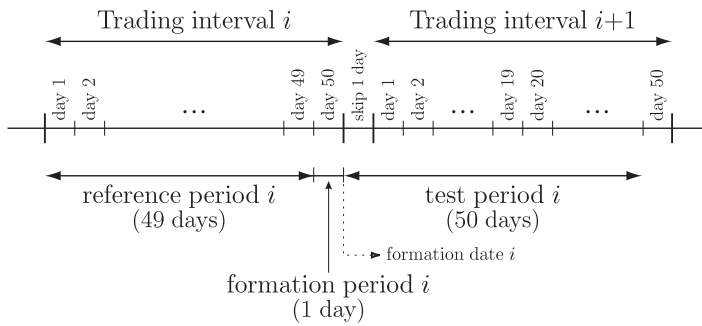 Trading interval i
Trading interval i+1
day 1
day 2
...
day 49
day 50
skip 1 day
day 1
day 2
...
day 19
day 20
...
day 50
reference period i
(49 days)
test period i
(50 days)
formation date i
formation period i
(1 day)